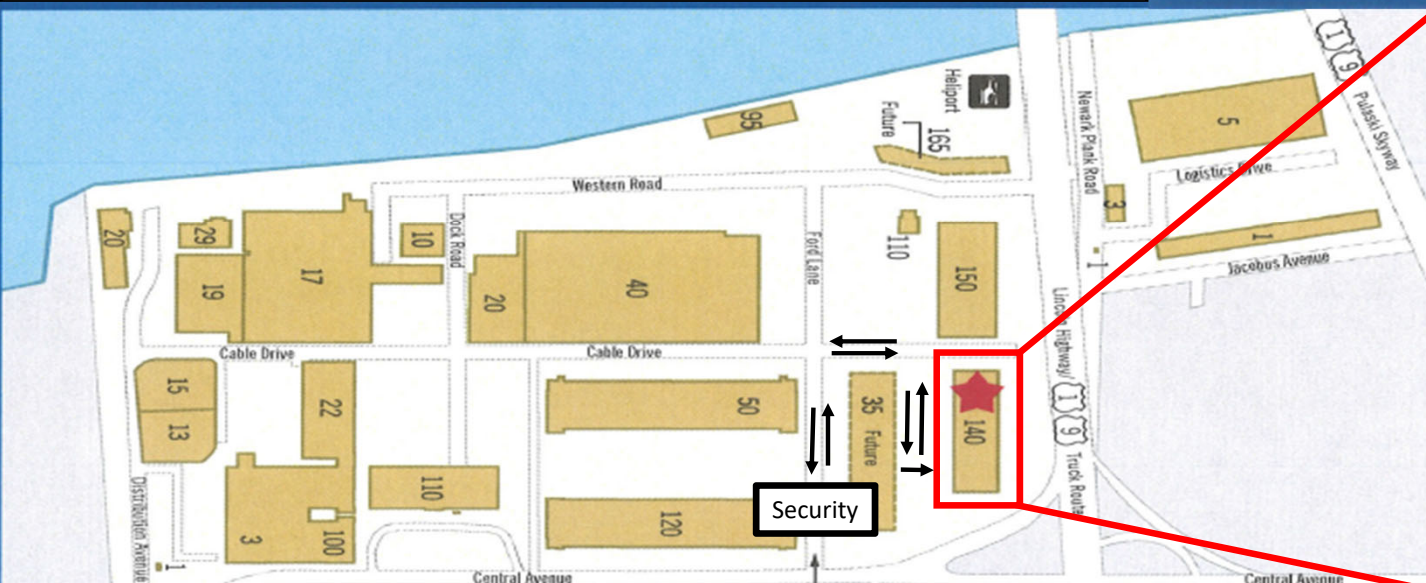 1
9
Pulaski Skyway
Heliport
Newark Plank Road
5
95
Future
165
Logistics Drive
Western Road
3
20
29
10
Dock Road
Ford Lane
110
1
17
150
1
Jacobus Avenue
19
20
40
Lincoln Highway/
1
9
Truck Route
Cable Drive
Cable Drive
15
22
50
35 Future
140
13
110
Security
120
Distribution Avenue
3
100
1
Central Avenue
Central Avenue